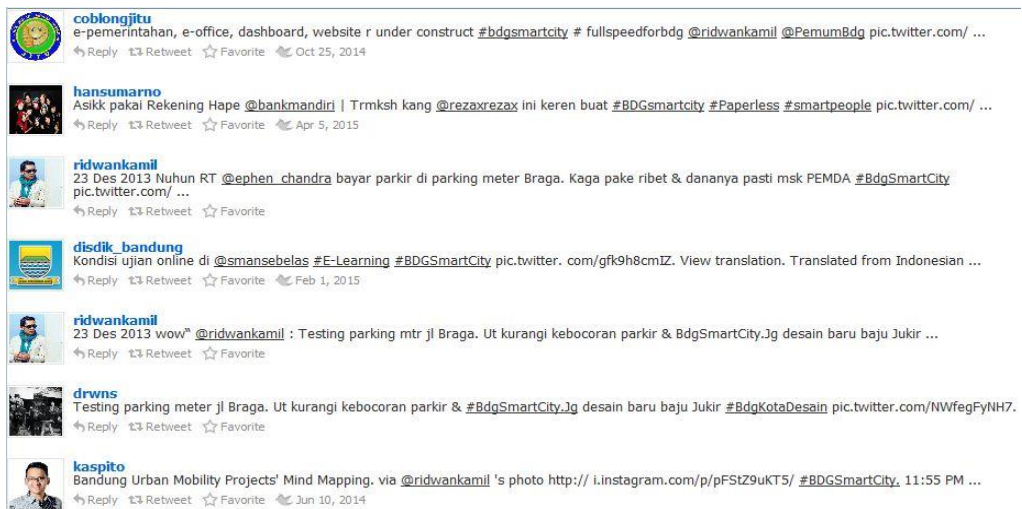 coblongjitu
e-pemerintahan, e-office, dashboard, website r under construct #bdgsmartcity # fullspeedforbdg @ridwankamil @PemumBdg pic.twitter.com/ ...
Reply Retweet Favorite Oct 25, 2014
hansumarno
Asikk pakai Rekening Hape @bankmandiri | Trmksh kang @rezaxrezax ini keren buat #BDGsmartcity #Paperless #smartpeople pic.twitter.com/ ...
Reply Retweet Favorite Apr 5, 2015
ridwankamil
23 Des 2013 Nuhun RT @ephen_chandra bayar parkir di parking meter Braga. Kaga pake ribet & dananya pasti msk PEMDA #BdgSmartCity
pic.twitter.com/ ...
Reply Retweet Favorite
disdik_bandung
Kondisi ujian online di @smansebelas #E-Learning #BDGSmartCity pic.twitter. com/gfk9h8cmIZ. View translation. Translated from Indonesian ...
Reply Retweet Favorite Feb 1, 2015
ridwankamil
23 Des 2013 wow" @ridwankamil : Testing parking mtr jl Braga. Ut kurangi kebocoran parkir & BdgSmartCity.Jg desain baru baju Jukir ...
Reply Retweet Favorite
drwns
Testing parking meter jl Braga. Ut kurangi kebocoran parkir & #BdgSmartCity.Jg desain baru baju Jukir #BdgKotaDesain pic.twitter.com/NWfegFyNH7.
Reply Retweet Favorite
kaspito
Bandung Urban Mobility Projects' Mind Mapping. via @ridwankamil 's photo http:// i.instagram.com/p/pFStZ9uKT5/ #BDGSmartCity. 11:55 PM ...
Reply Retweet Favorite Jun 10, 2014